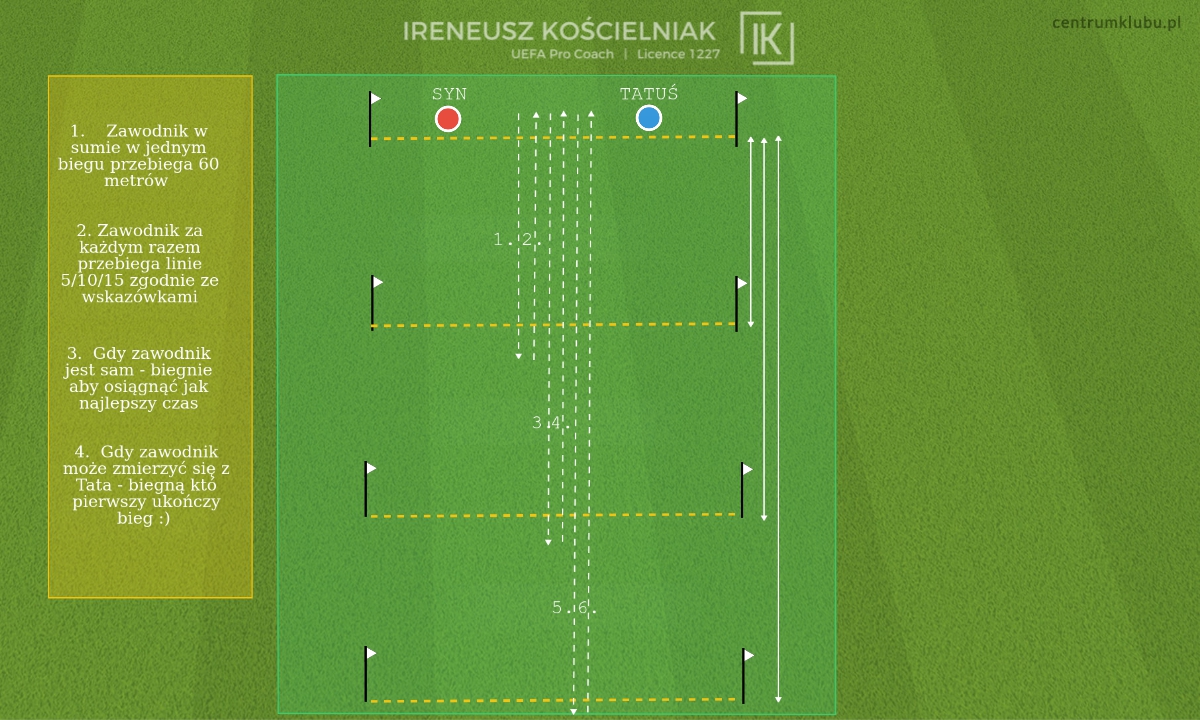 IRENEUSZ KOŚCIELNIAK
UEFA Pro Coach | Licence 1227
IK
centrumklubu.pl
1. Zawodnik w
sumie w jednym
biegu przebiega 60
metrów
2. Zawodnik za
każdym razem
przebiega linie
5/10/15 zgodnie ze
wskazówkami
3. Gdy zawodnik
jest sam - biegnie
aby osiągnąć jak
najlepszy czas
4. Gdy zawodnik
może zmierzyć się z
Tata - biegną kto
pierwszy ukończy
bieg :)
SYN
TATUŚ
1. 2.
3.4.
5. 6.